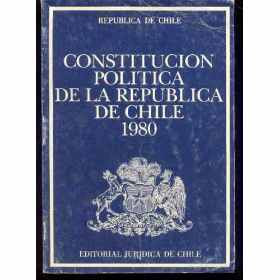 REPUBLICA DE CHILE
CONSTITUCION
POLITICA
DE LA REPUBLICA
DE CHILE
1980
EDITORIAL JURIDICA DE CHILE